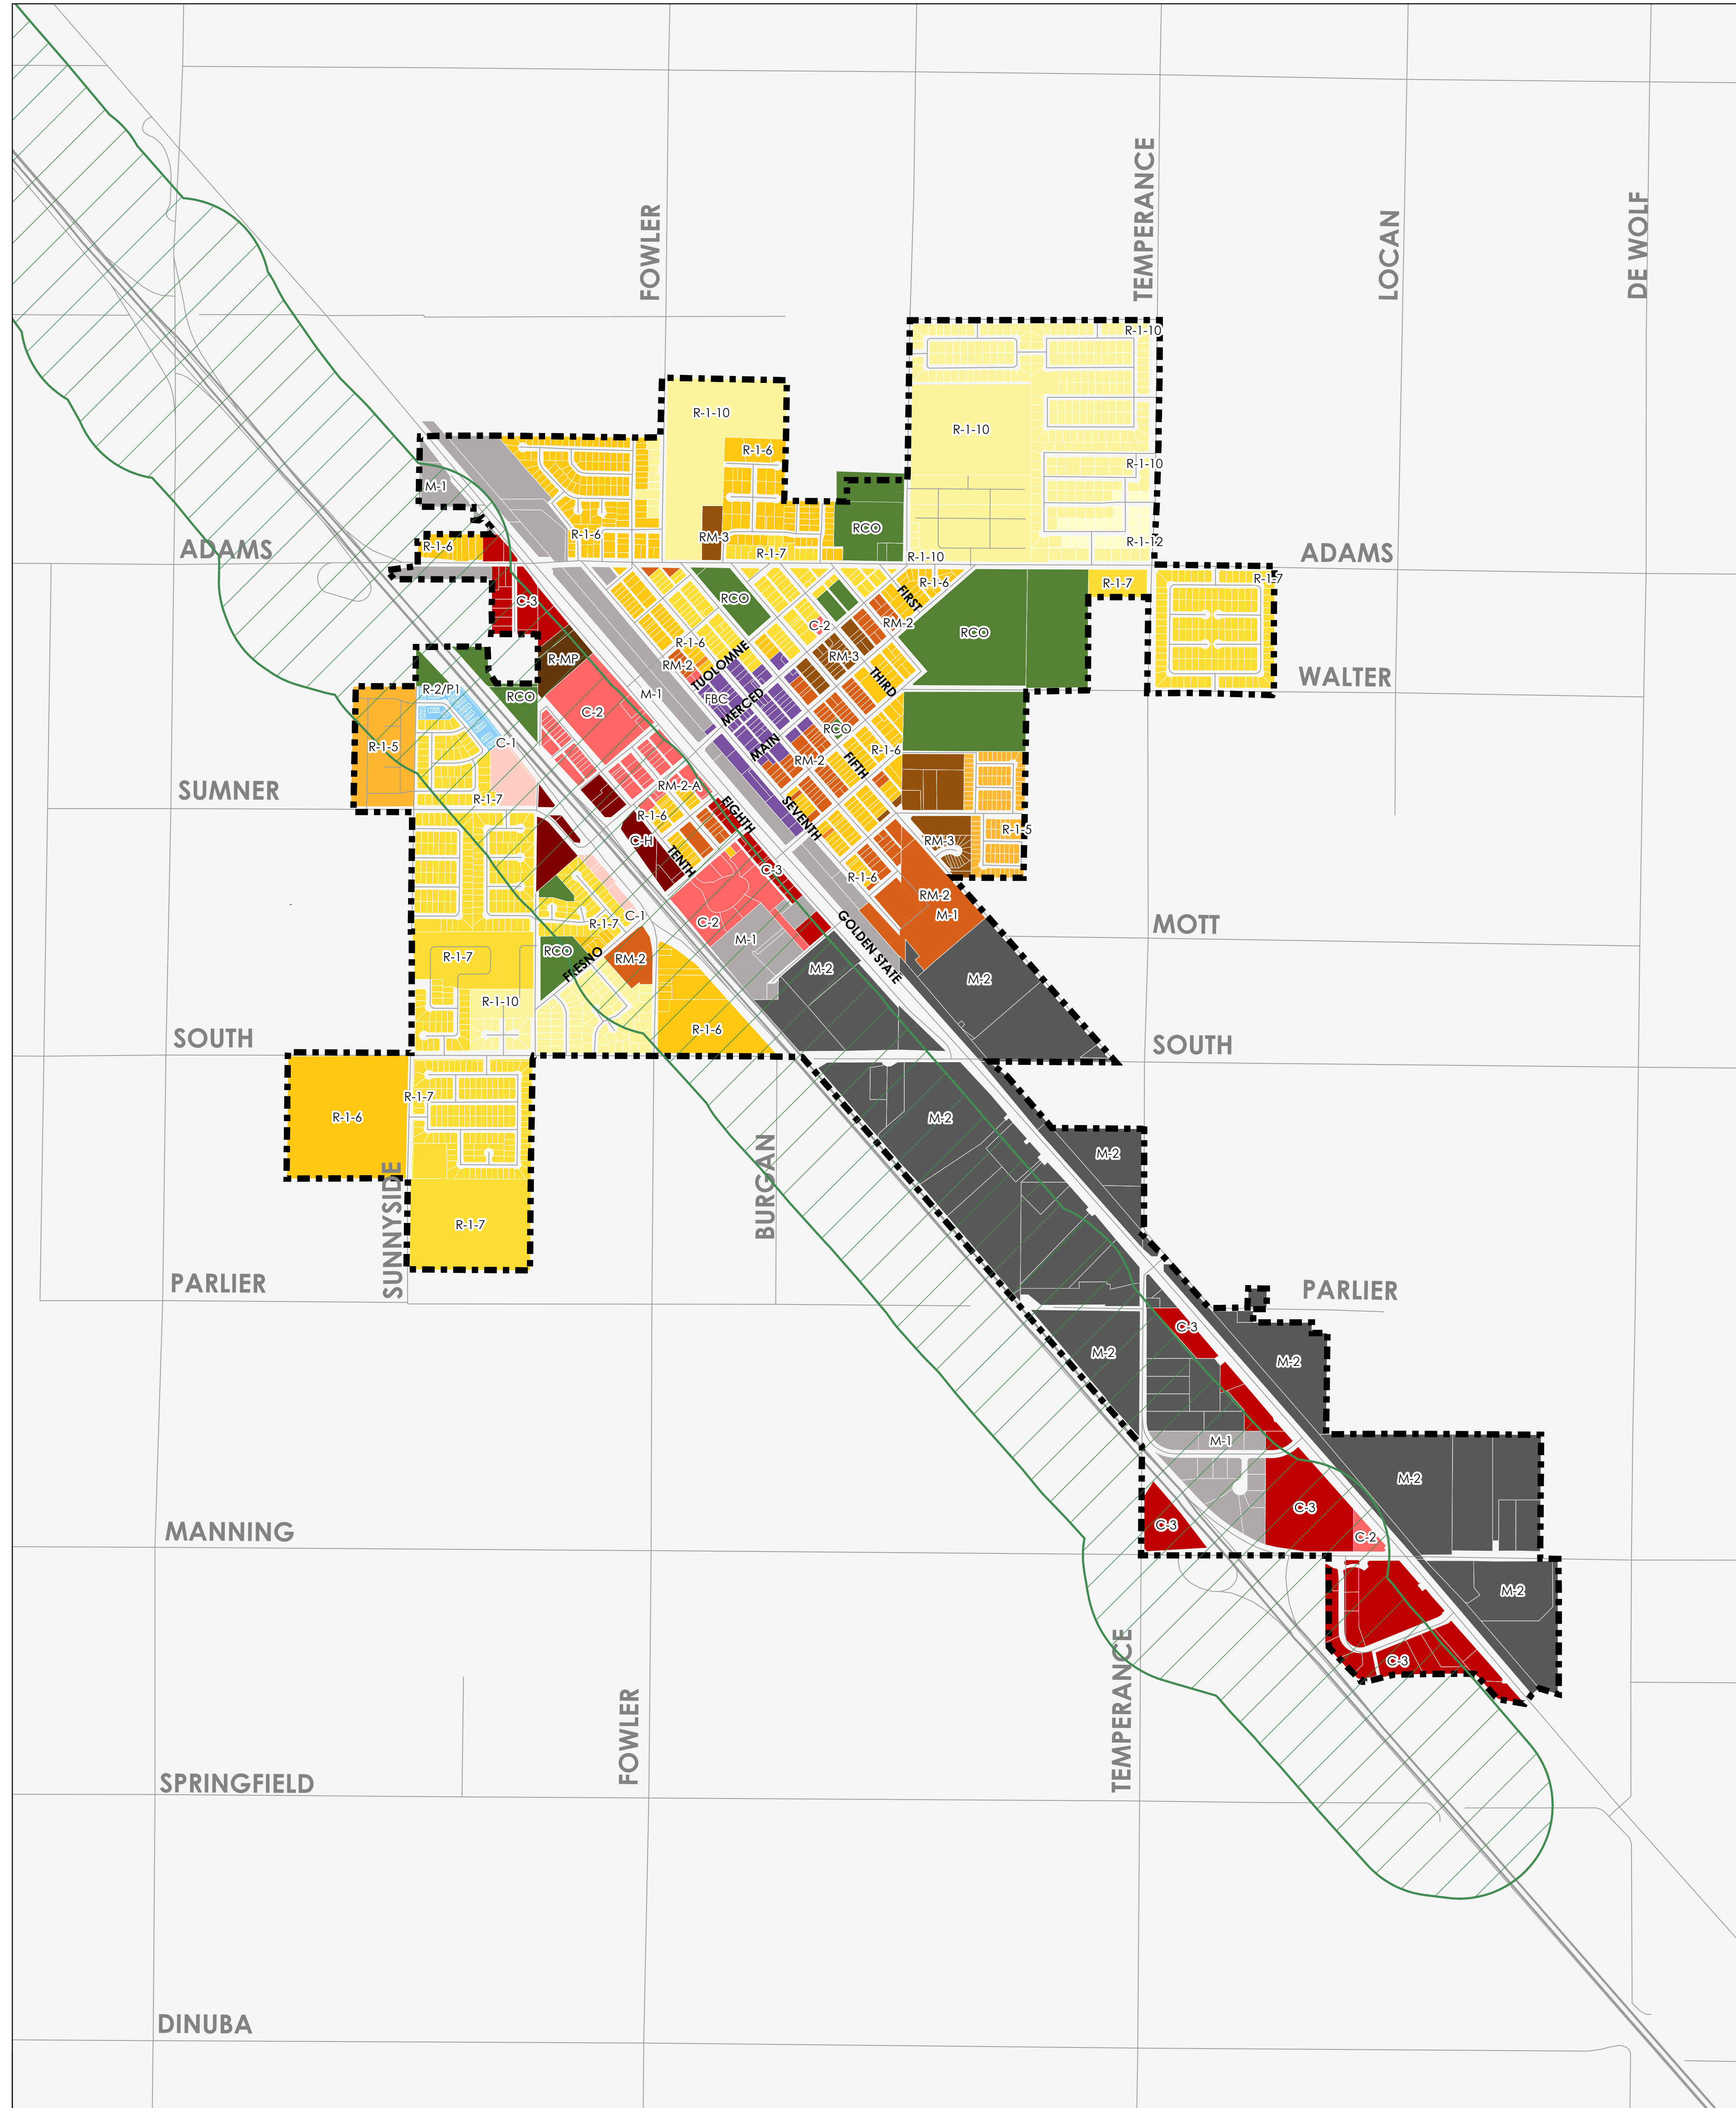 TEMPERANCE
DE WOLF
FOWLER
LOCAN
R-1-10
R-1-10
R-1-10
R-1-6
R-1-10
M-1
RCO
R-1-6
RM-3
R-1-12
R-1-6
ADAMS
R-1-7
R-1-10
ADAMS
R-1-7
R-1-6
R-1-7
FIRST
RCO
C-3
C-2
RM-2
RCO
R-1-6
RM-3
R-MP
RM-2
TUOLOMNE
WALTER
THIRD
R-2/P1
RCO
M-1
FBC
MERCED
C-2
RCO
C-1
R-1-5
MAIN
R-1-6
RM-2
FIFTH
SUMNER
RM-2-A
R-1-7
R-1-6
EIGHTH
SEVENTH
R-1-5
C-H
RM-3
TENTH
C-3
R-1-6
RM-2
C-1
M-1
R-1-7
C-2
MOTT
M-1
GOLDEN STATE
RCO
R-1-7
FRESNO
RM-2
M-2
M-2
R-1-10
R-1-6
SOUTH
SOUTH
R-1-7
R-1-6
M-2
M-2
SUNNYSIDE
BURGAN
R-1-7
PARLIER
PARLIER
C-3
M-2
M-2
M-1
M-2
C-3
C-3
C-2
MANNING
M-2
C-3
FOWLER
TEMPERANCE
SPRINGFIELD
DINUBA